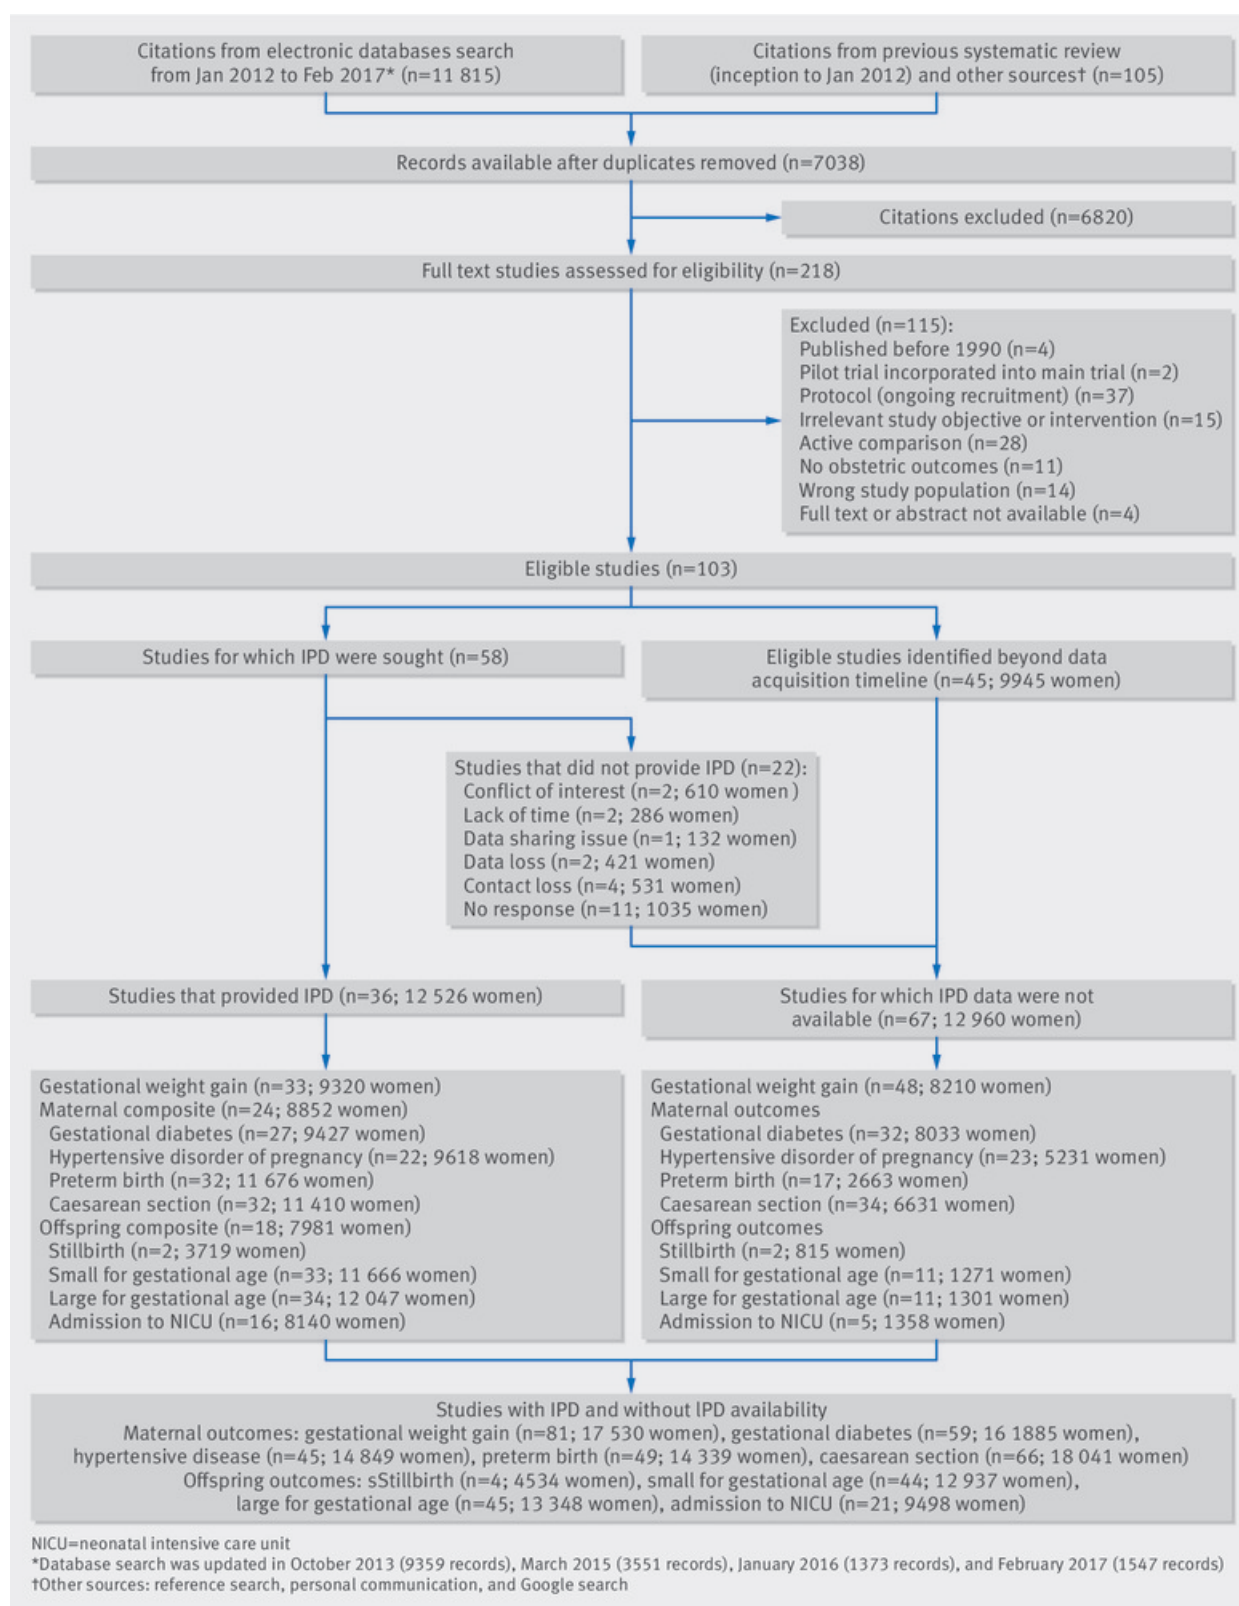 Citations from electronic databases search
from Jan 2012 to Feb 2017* (n=11 815)
Citations from previous systematic review
(inception to Jan 2012) and other sources† (n=105)
Records available after duplicates removed (n=7038)
Citations excluded (n=6820)
Full text studies assessed for eligibility (n=218)
Excluded (n=115):
Published before 1990 (n=4)
Pilot trial incorporated into main trial (n=2)
Protocol (ongoing recruitment) (n=37)
Irrelevant study objective or intervention (n=15)
Active comparison (n=28)
No obstetric outcomes (n=11)
Wrong study population (n=14)
Full text or abstract not available (n=4)
Eligible studies (n=103)
Studies for which IPD were sought (n=58)
Eligible studies identified beyond data
acquisition timeline (n=45; 9945 women)
Studies that did not provide IPD (n=22):
Conflict of interest (n=2; 610 women )
Lack of time (n=2; 286 women)
Data sharing issue (n=1; 132 women)
Data loss (n=2; 421 women)
Contact loss (n=4; 531 women)
No response (n=11; 1035 women)
Studies that provided IPD (n=36; 12 526 women)
Studies for which IPD data were not
available (n=67; 12 960 women)
Gestational weight gain (n=33; 9320 women)
Maternal composite (n=24; 8852 women)
Gestational diabetes (n=27; 9427 women)
Hypertensive disorder of pregnancy (n=22; 9618 women)
Preterm birth (n=32; 11 676 women)
Caesarean section (n=32; 11 410 women)
Offspring composite (n=18; 7981 women)
Stillbirth (n=2; 3719 women)
Small for gestational age (n=33; 11 666 women)
Large for gestational age (n=34; 12 047 women)
Admission to NICU (n=16; 8140 women)
Gestational weight gain (n=48; 8210 women)
Maternal outcomes
Gestational diabetes (n=32; 8033 women)
Hypertensive disorder of pregnancy (n=23; 5231 women)
Preterm birth (n=17; 2663 women)
Caesarean section (n=34; 6631 women)
Offspring outcomes
Stillbirth (n=2; 815 women)
Small for gestational age (n=11; 1271 women)
Large for gestational age (n=11; 1301 women)
Admission to NICU (n=5; 1358 women)
Studies with IPD and without IPD availability
Maternal outcomes: gestational weight gain (n=81; 17 530 women), gestational diabetes (n=59; 16 1885 women),
hypertensive disease (n=45; 14 849 women), preterm birth (n=49; 14 339 women), caesarean section (n=66; 18 041 women)
Offspring outcomes: sStillbirth (n=4; 4534 women), small for gestational age (n=44; 12 937 women),
large for gestational age (n=45; 13 348 women), admission to NICU (n=21; 9498 women)
NICU=neonatal intensive care unit
*Database search was updated in October 2013 (9359 records), March 2015 (3551 records), January 2016 (1373 records), and February 2017 (1547 records)
†Other sources: reference search, personal communication, and Google search